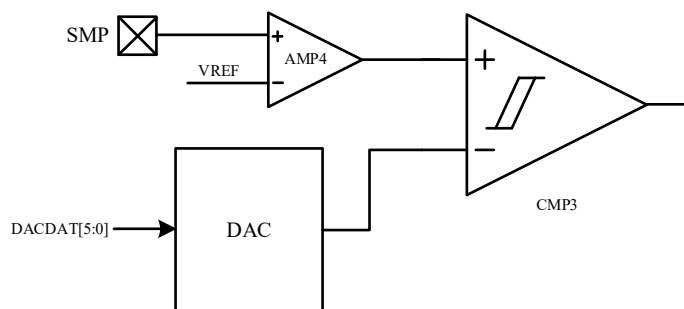 SMP
+
AMP4
VREF
−
+
−
CMP3
DACDAT[5:0]
DAC